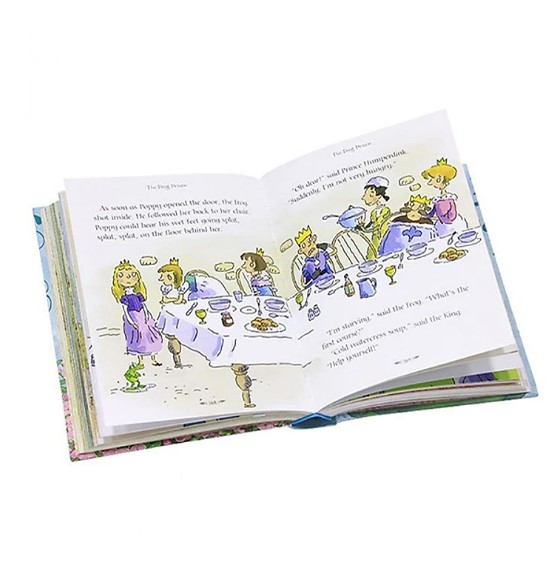 The Frog Prince
As soon as Poppy opened the door, the frog
shot inside. He followed her back to her chair.
Poppy could hear his wet feet going splat,
splat, splat, on the floor behind her.
The Frog Prince
"Oh dear!" said Prince Humperdink.
"Suddenly, I'm not very hungry."
"I'm starving," said the frog. "What's the
first course?"
"Cold watercress soup," said the King.
"Help yourself!"